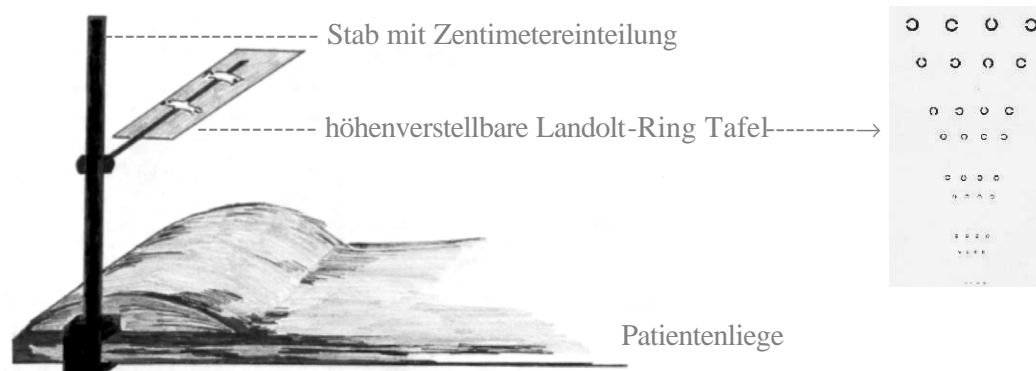 Stab mit Zentimetereinteilung
höhenverstellbare Landolt-Ring Tafel
Patientenliege